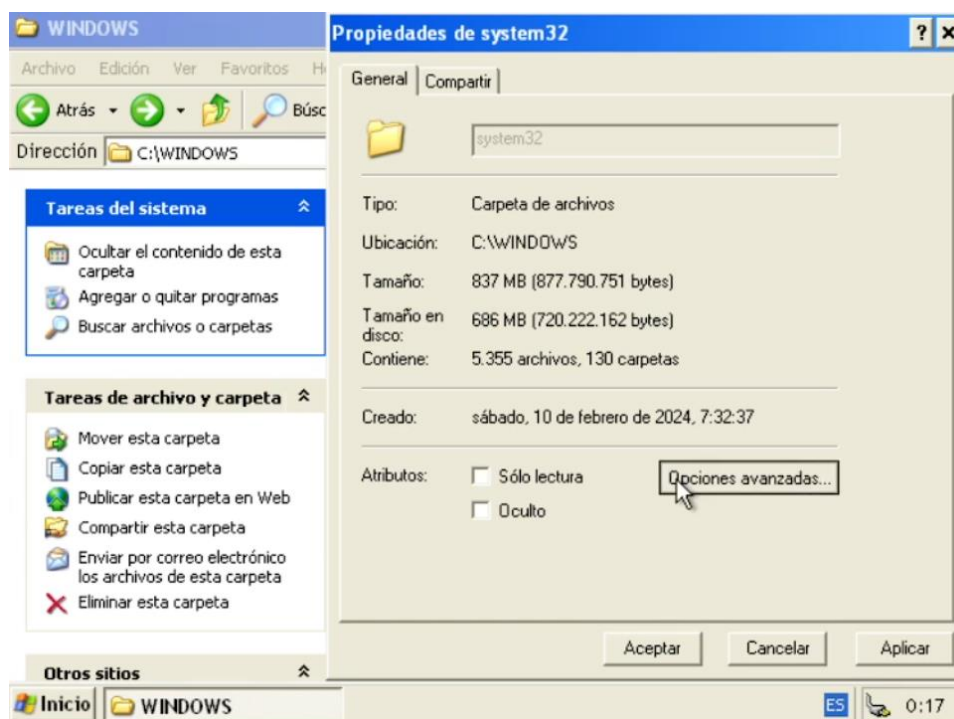 WINDOWS
Archivo Edición Ver Favoritos
Atrás
Búsc
Dirección C:\WINDOWS
Tareas del sistema
Ocultar el contenido de esta
carpeta
Agregar o quitar programas
Buscar archivos o carpetas
Tareas de archivo y carpeta
Mover esta carpeta
Copiar esta carpeta
Publicar esta carpeta en Web
Compartir esta carpeta
Enviar por correo electrónico
los archivos de esta carpeta
Eliminar esta carpeta
Otros sitios
Propiedades de system32
General Compartir
system32
Tipo: Carpeta de archivos
Ubicación: C:\WINDOWS
Tamaño: 837 MB (877.790.751 bytes)
Tamaño en
disco: 686 MB (720.222.162 bytes)
Contiene: 5.355 archivos, 130 carpetas
Creado: sábado, 10 de febrero de 2024, 7:32:37
Atributos: Sólo lectura Opciones avanzadas...
Oculto
Aceptar Cancelar Aplicar
Inicio WINDOWS ES 0:17